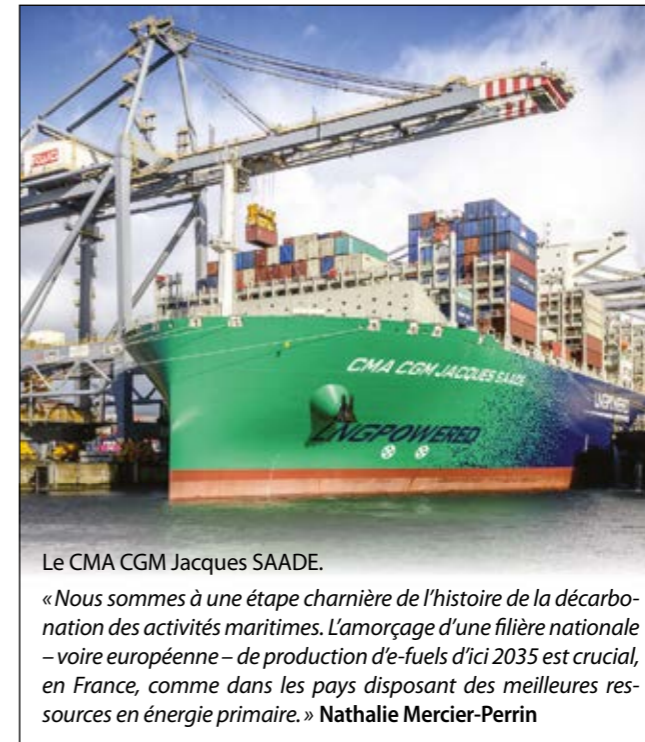 CMA CGM JACQUES SAADE
LNGPOWERED
LNGPOWERED
Le CMA CGM Jacques SAADE.
« Nous sommes à une étape charnière de l’histoire de la décarbo-
nation des activités maritimes. L’amorçage d’une filière nationale
– voire européenne – de production d’e-fuels d’ici 2035 est crucial,
en France, comme dans les pays disposant des meilleures res-
sources en énergie primaire. » Nathalie Mercier-Perrin